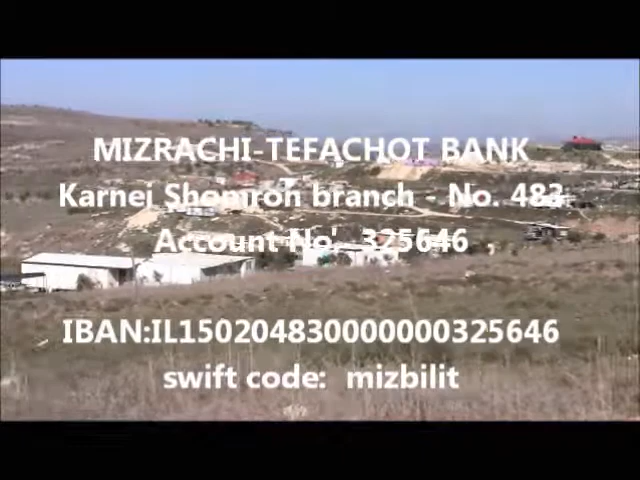 MIZRACHI-TEFACHOT BANK
Karnei Shomron branch - No. 483
Account No'- 325646
IBAN:IL150204830000000325646
swift code: mizbilit